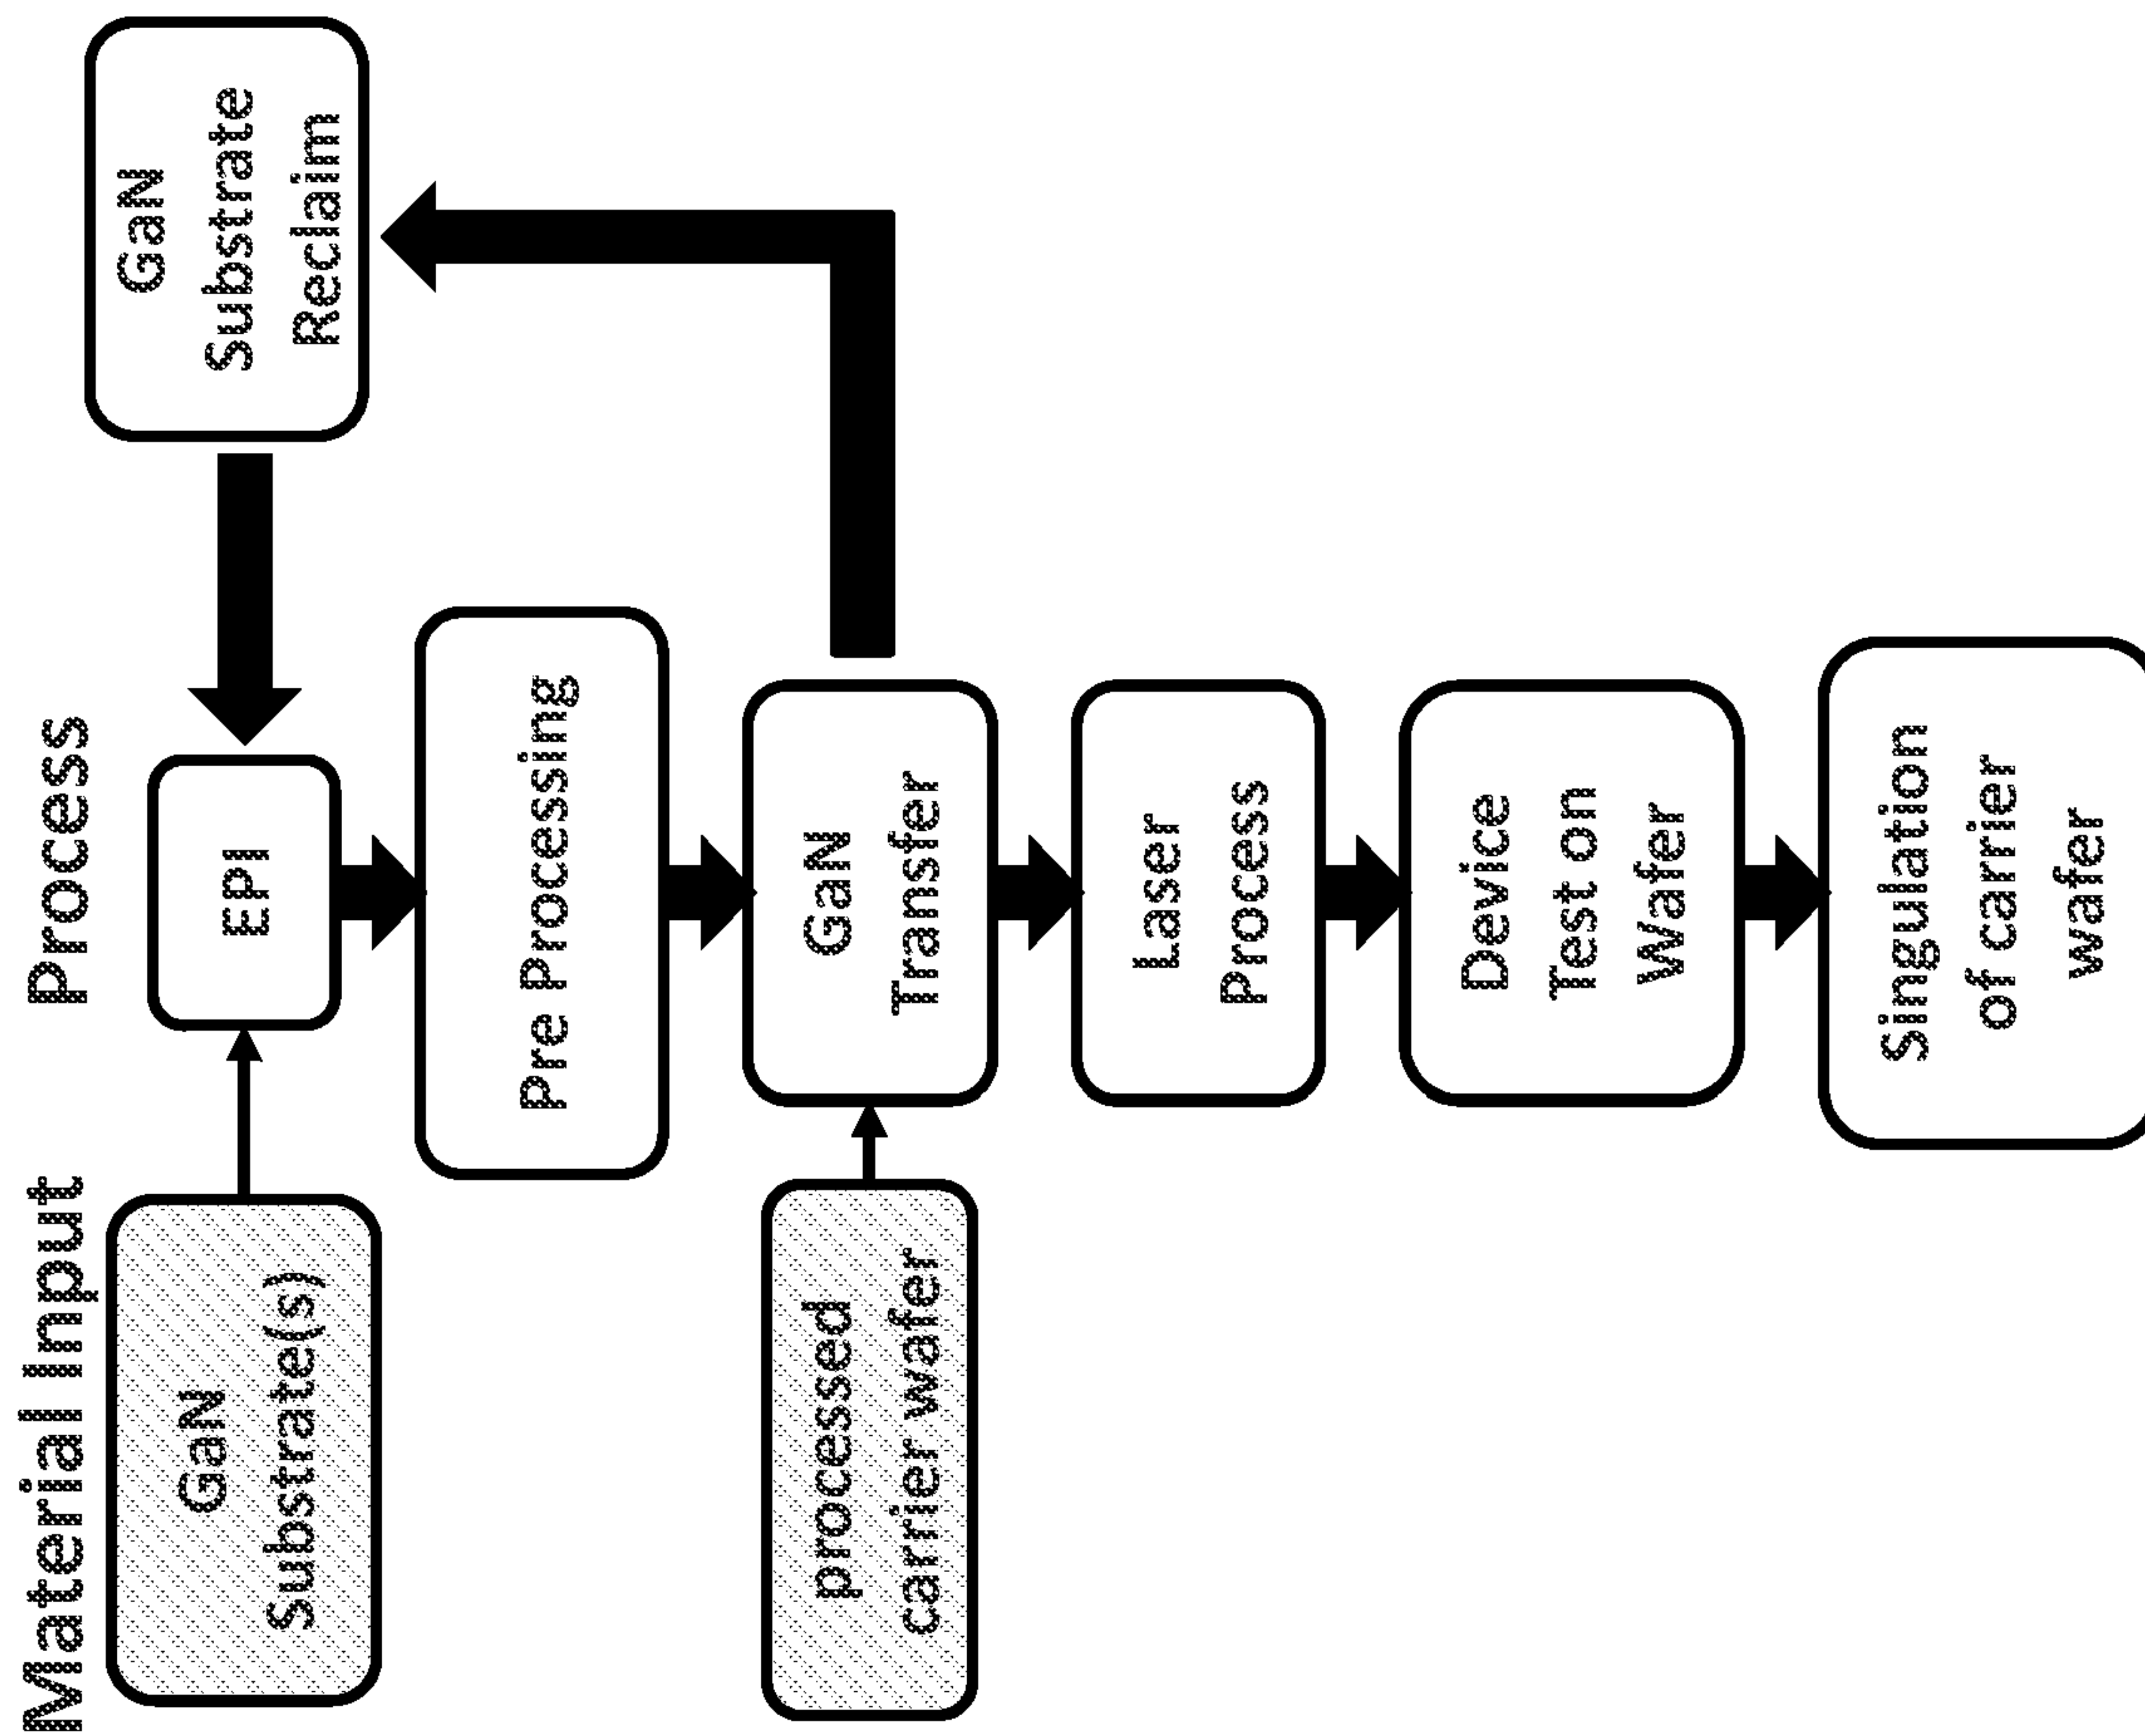 Material Input
Process
GaN
Substrate(s)
EPI
GaN
Substrate
Reclaim
Pre Processing
processed
carrier wafer
GaN
Transfer
Laser
Process
Device
Test on
Wafer
Singulation
of carrier
wafer